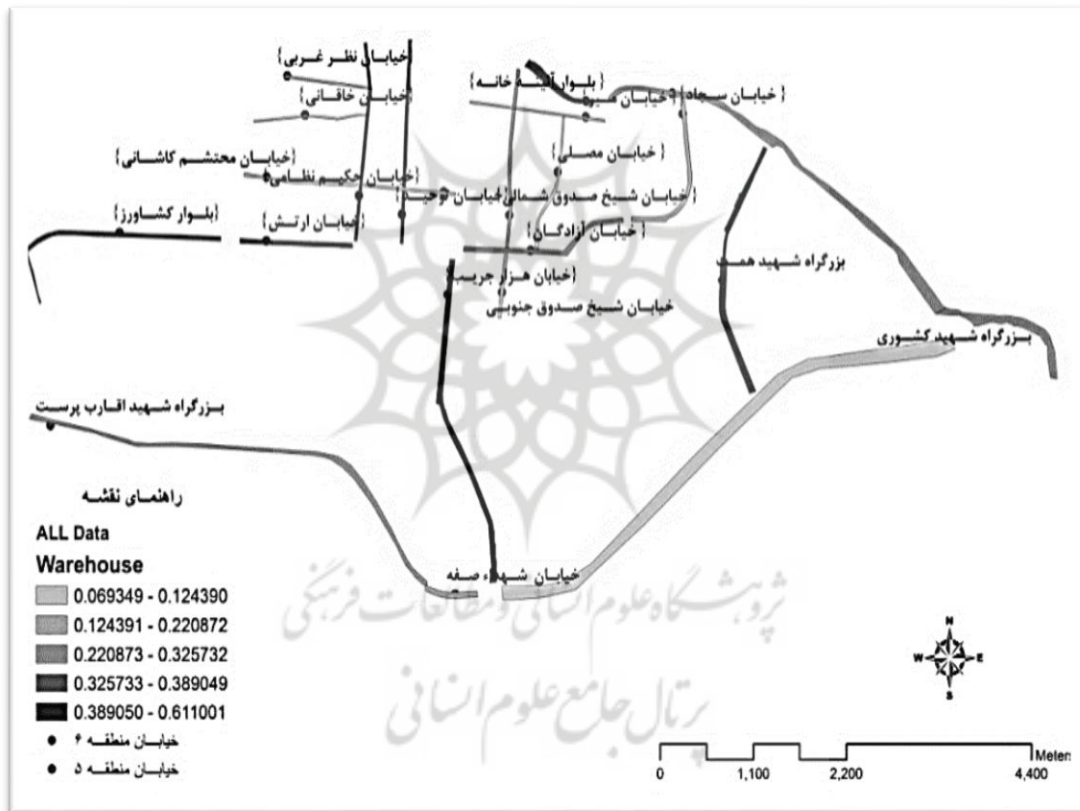 {خیابان نظر غربی}
{بلوار آئینه خانه}
{خیابان سجاد}
{خیابان خاقانی}
{خیابان
{خیابان محتشم کاشانی}
{خیابان مصلی}
{خیابان حکیم نظامی}
{خیابان توحید}
{خیابان شیخ صدوق شمالی}
{بلوار کشاورز}
{خیابان ارتش}
{خیابان آزادگان}
بزرگراه شهید همت
{خیابان هزار جریب}
خیابان شیخ صدوق جنوبی
بزرگراه شهید کشوری
بزرگراه شهید اقارب پرست
خیابان شهداء صفه
راهنمای نقشه
ALL Data
Warehouse
0.069349 - 0.124390
0.124391 - 0.220872
0.220873 - 0.325732
0.325733 - 0.389049
0.389050 - 0.611001
خیابان منطقه ۶
خیابان منطقه ۵
پژوهشگاه علوم انسانی و مطالعات فرهنگی
پرتال جامع علوم انسانی
N
W E
S
Meters
0 1,100 2,200 4,400